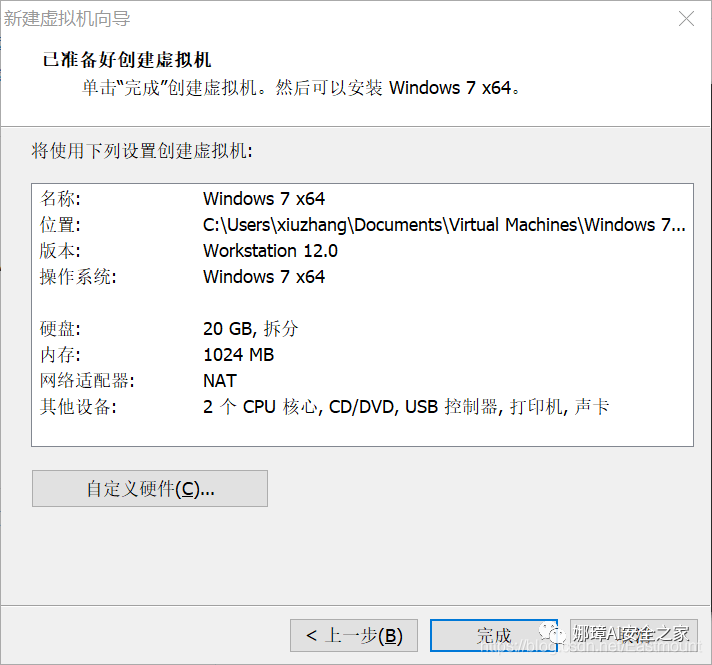 新建虚拟机向导
已准备好创建虚拟机
单击“完成”创建虚拟机。然后可以安装 Windows 7 x64。
将使用下列设置创建虚拟机:
名称: Windows 7 x64
位置: C:\Users\xiuzhang\Documents\Virtual Machines\Windows 7...
版本: Workstation 12.0
操作系统: Windows 7 x64
硬盘: 20 GB, 拆分
内存: 1024 MB
网络适配器: NAT
其他设备: 2 个 CPU 核心, CD/DVD, USB 控制器, 打印机, 声卡
自定义硬件(C)...
< 上一步(B) 完成 取消
娜璋AI安全之家
https://blog.csdn.net/Eastmount